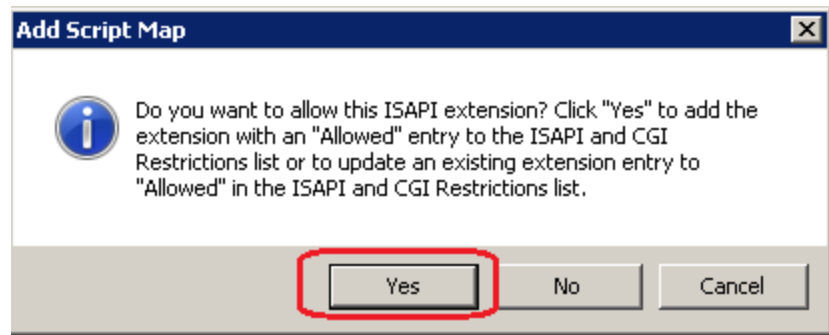 Add Script Map
Do you want to allow this ISAPI extension? Click "Yes" to add the
extension with an "Allowed" entry to the ISAPI and CGI
Restrictions list or to update an existing extension entry to
"Allowed" in the ISAPI and CGI Restrictions list.
Yes
No
Cancel